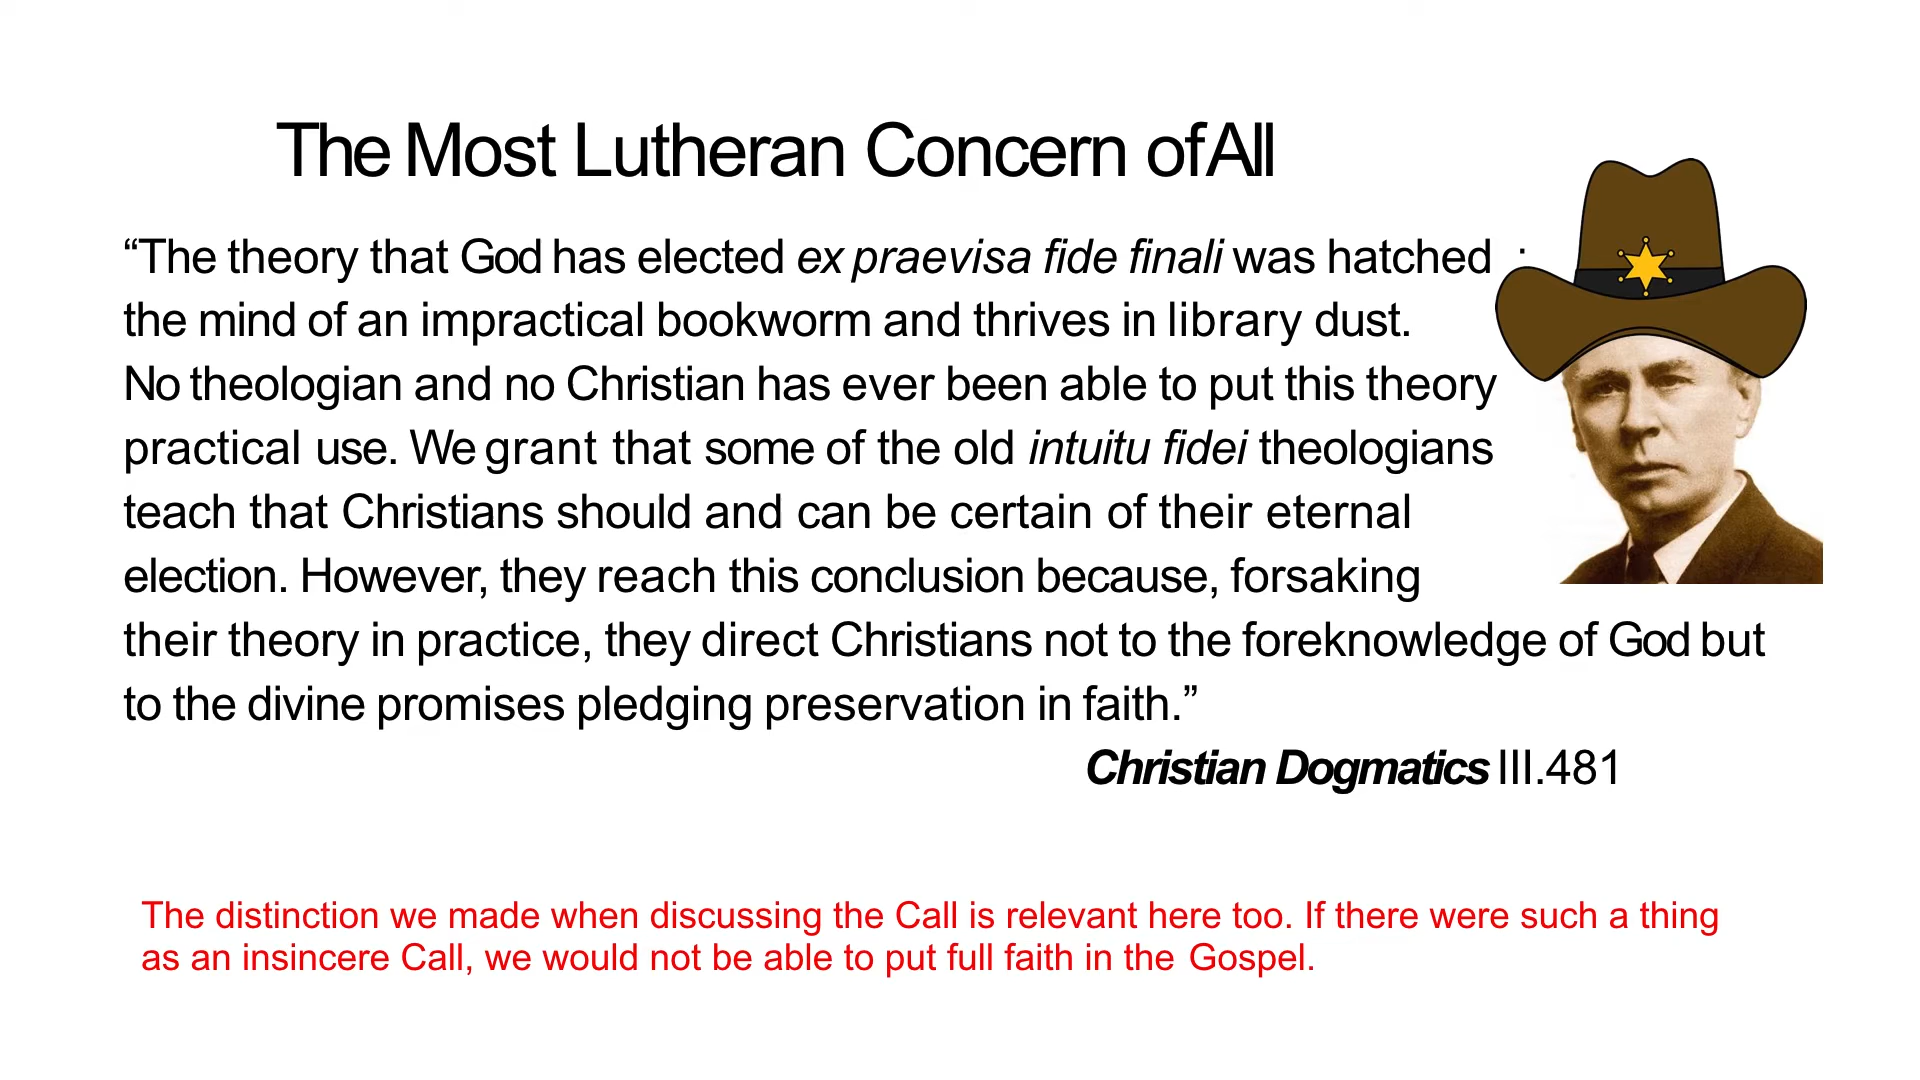 The Most Lutheran Concern of All
“The theory that God has elected ex praevisa fide finali was hatched
the mind of an impractical bookworm and thrives in library dust.
No theologian and no Christian has ever been able to put this theory
practical use. We grant that some of the old intuitu fidei theologians
teach that Christians should and can be certain of their eternal
election. However, they reach this conclusion because, forsaking
their theory in practice, they direct Christians not to the foreknowledge of God but
to the divine promises pledging preservation in faith.”
Christian Dogmatics III.481
The distinction we made when discussing the Call is relevant here too. If there were such a thing
as an insincere Call, we would not be able to put full faith in the Gospel.